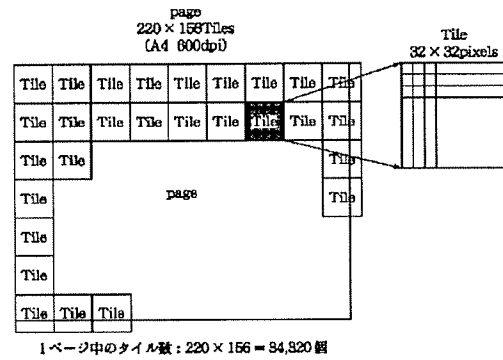 page
220 × 156Tiles
(A4 600dpi)
Tile
32 × 32pixels
Tile Tile Tile Tile Tile Tile Tile Tile Tile
Tile Tile Tile Tile Tile Tile Tile Tile Tile
Tile Tile Tile
Tile page Tile
Tile
Tile
Tile Tile Tile
1ページ中のタイル数：220 × 156 = 34,320 個